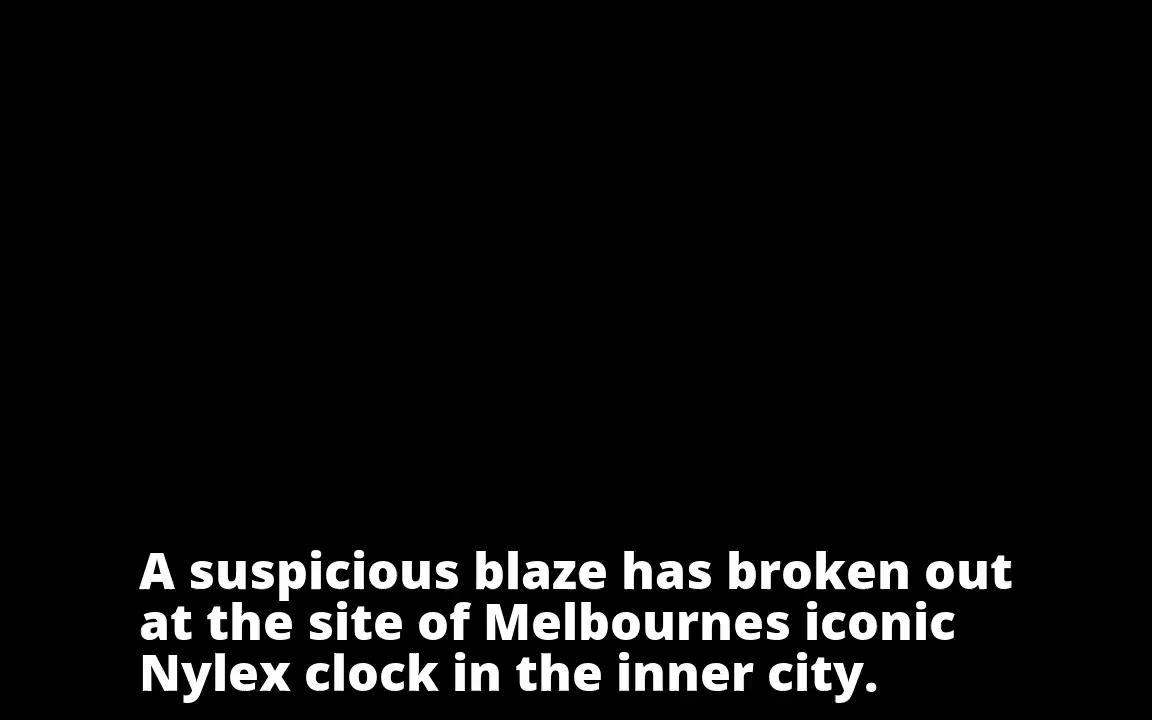 A suspicious blaze has broken out
at the site of Melbournes iconic
Nylex clock in the inner city.